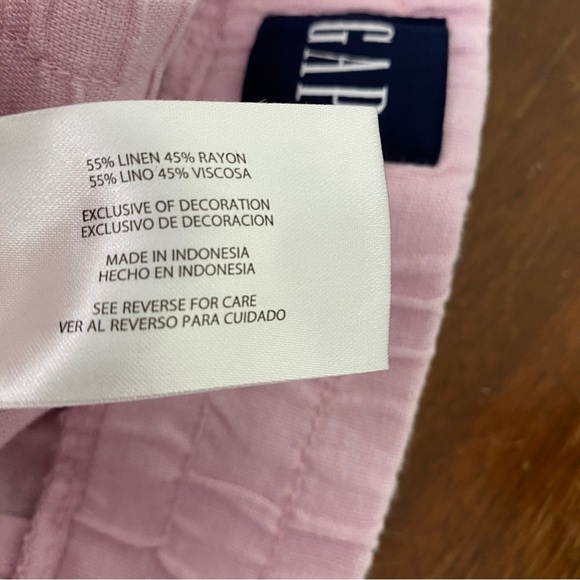 GAP
55% LINEN 45% RAYON
55% LINO 45% VISCOSA
EXCLUSIVE OF DECORATION
EXCLUSIVO DE DECORACION
MADE IN INDONESIA
HECHO EN INDONESIA
SEE REVERSE FOR CARE
VER AL REVERSO PARA CUIDADO